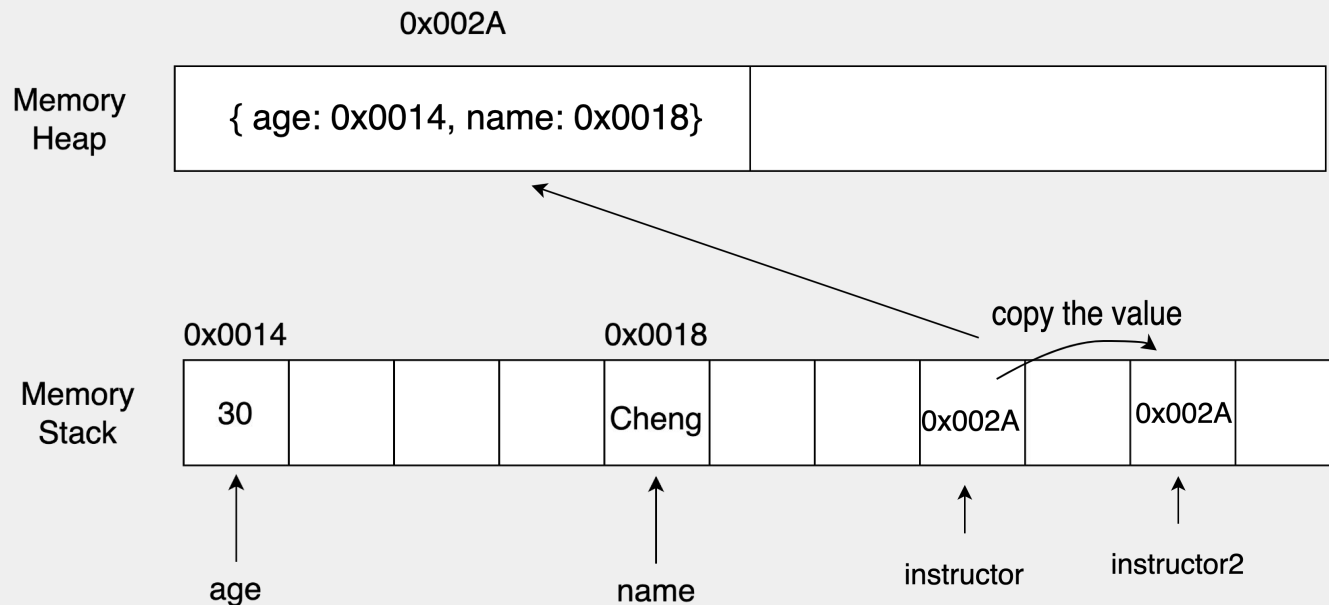 0x002A
Memory
Heap
{ age: 0x0014, name: 0x0018}
copy the value
0x0014
0x0018
Memory
Stack
30
Cheng
0x002A
0x002A
age
name
instructor
instructor2